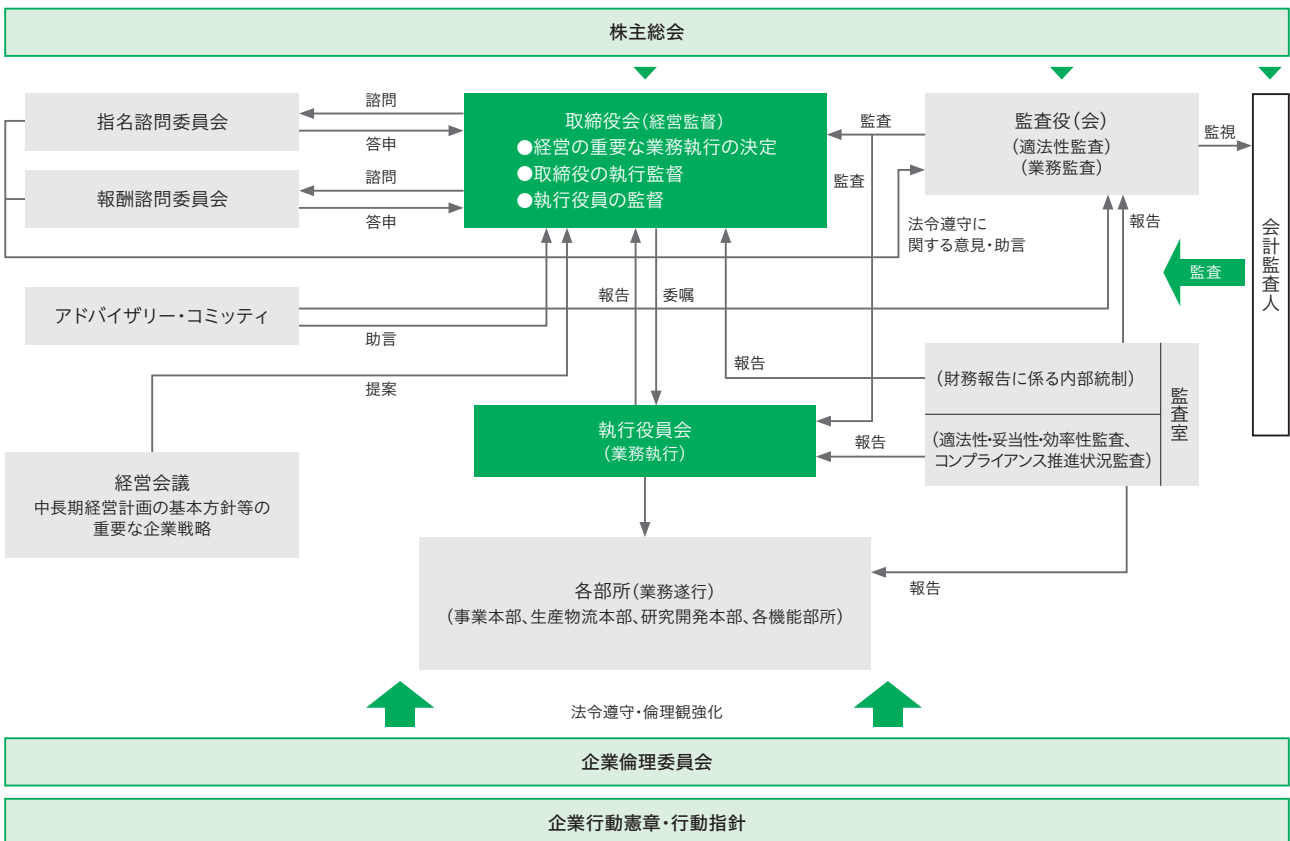 株主総会
指名諮問委員会
諮問
答申
報酬諮問委員会
諮問
答申
取締役会(経営監督)
●経営の重要な業務執行の決定
●取締役の執行監督
●執行役員の監督
監査
監査
監査役(会)
(適法性監査)
(業務監査)
監視
会計監査人
法令遵守に
関する意見・助言
報告
監査
アドバイザリー・コミッティ
助言
報告
委嘱
提案
報告
(財務報告に係る内部統制)
監査室
(適法性・妥当性・効率性監査、
コンプライアンス推進状況監査)
執行役員会
(業務執行)
報告
経営会議
中長期経営計画の基本方針等の
重要な企業戦略
各部所(業務遂行)
(事業本部、生産物流本部、研究開発本部、各機能部所)
報告
法令遵守・倫理観強化
企業倫理委員会
企業行動憲章・行動指針